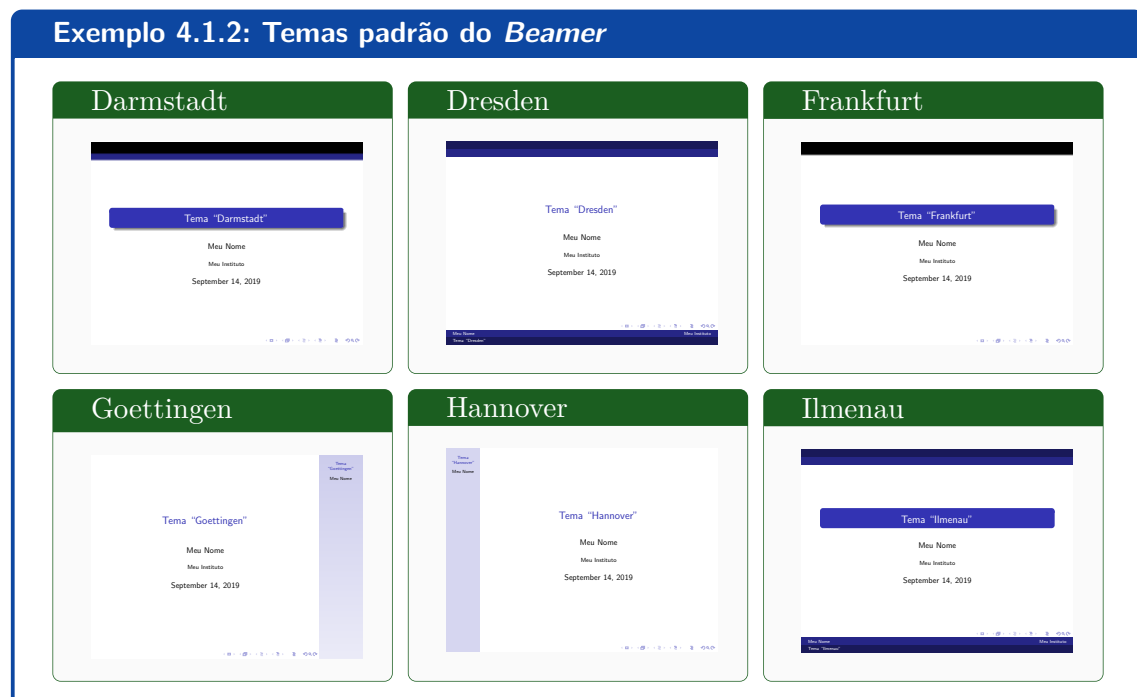 Exemplo 4.1.2: Temas padrão do Beamer
Darmstadt
Tema “Darmstadt”
Meu Nome
Meu Instituto
September 14, 2019
Dresden
Tema “Dresden”
Meu Nome
Meu Instituto
September 14, 2019
Meu Nome
Meu Instituto
Tema “Dresden”
Frankfurt
Tema “Frankfurt”
Meu Nome
Meu Instituto
September 14, 2019
Goettingen
Tema
“Goettingen”
Meu Nome
Tema “Goettingen”
Meu Nome
Meu Instituto
September 14, 2019
Hannover
Tema
“Hannover”
Meu Nome
Tema “Hannover”
Meu Nome
Meu Instituto
September 14, 2019
Ilmenau
Tema “Ilmenau”
Meu Nome
Meu Instituto
September 14, 2019
Meu Nome
Meu Instituto
Tema “Ilmenau”